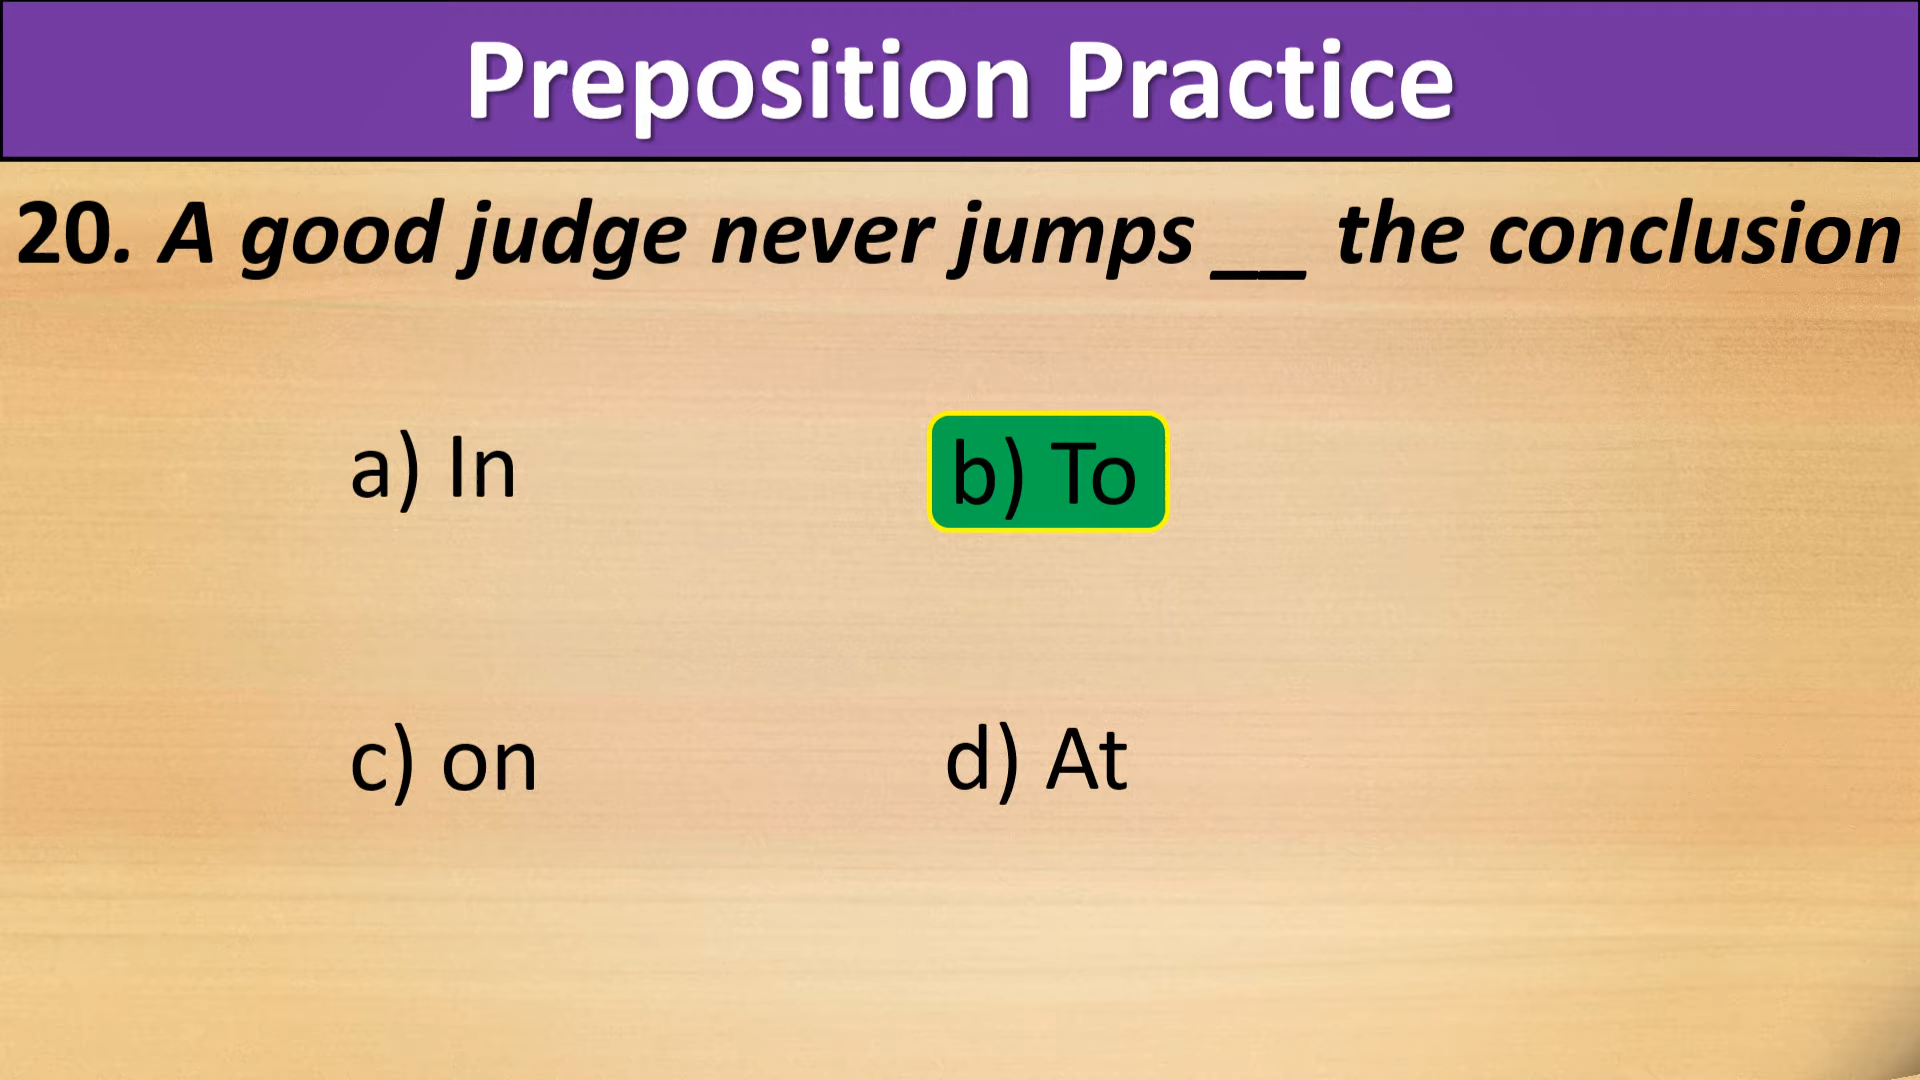 Preposition Practice
20. A good judge never jumps __ the conclusion
a) In
b) To
c) on
d) At